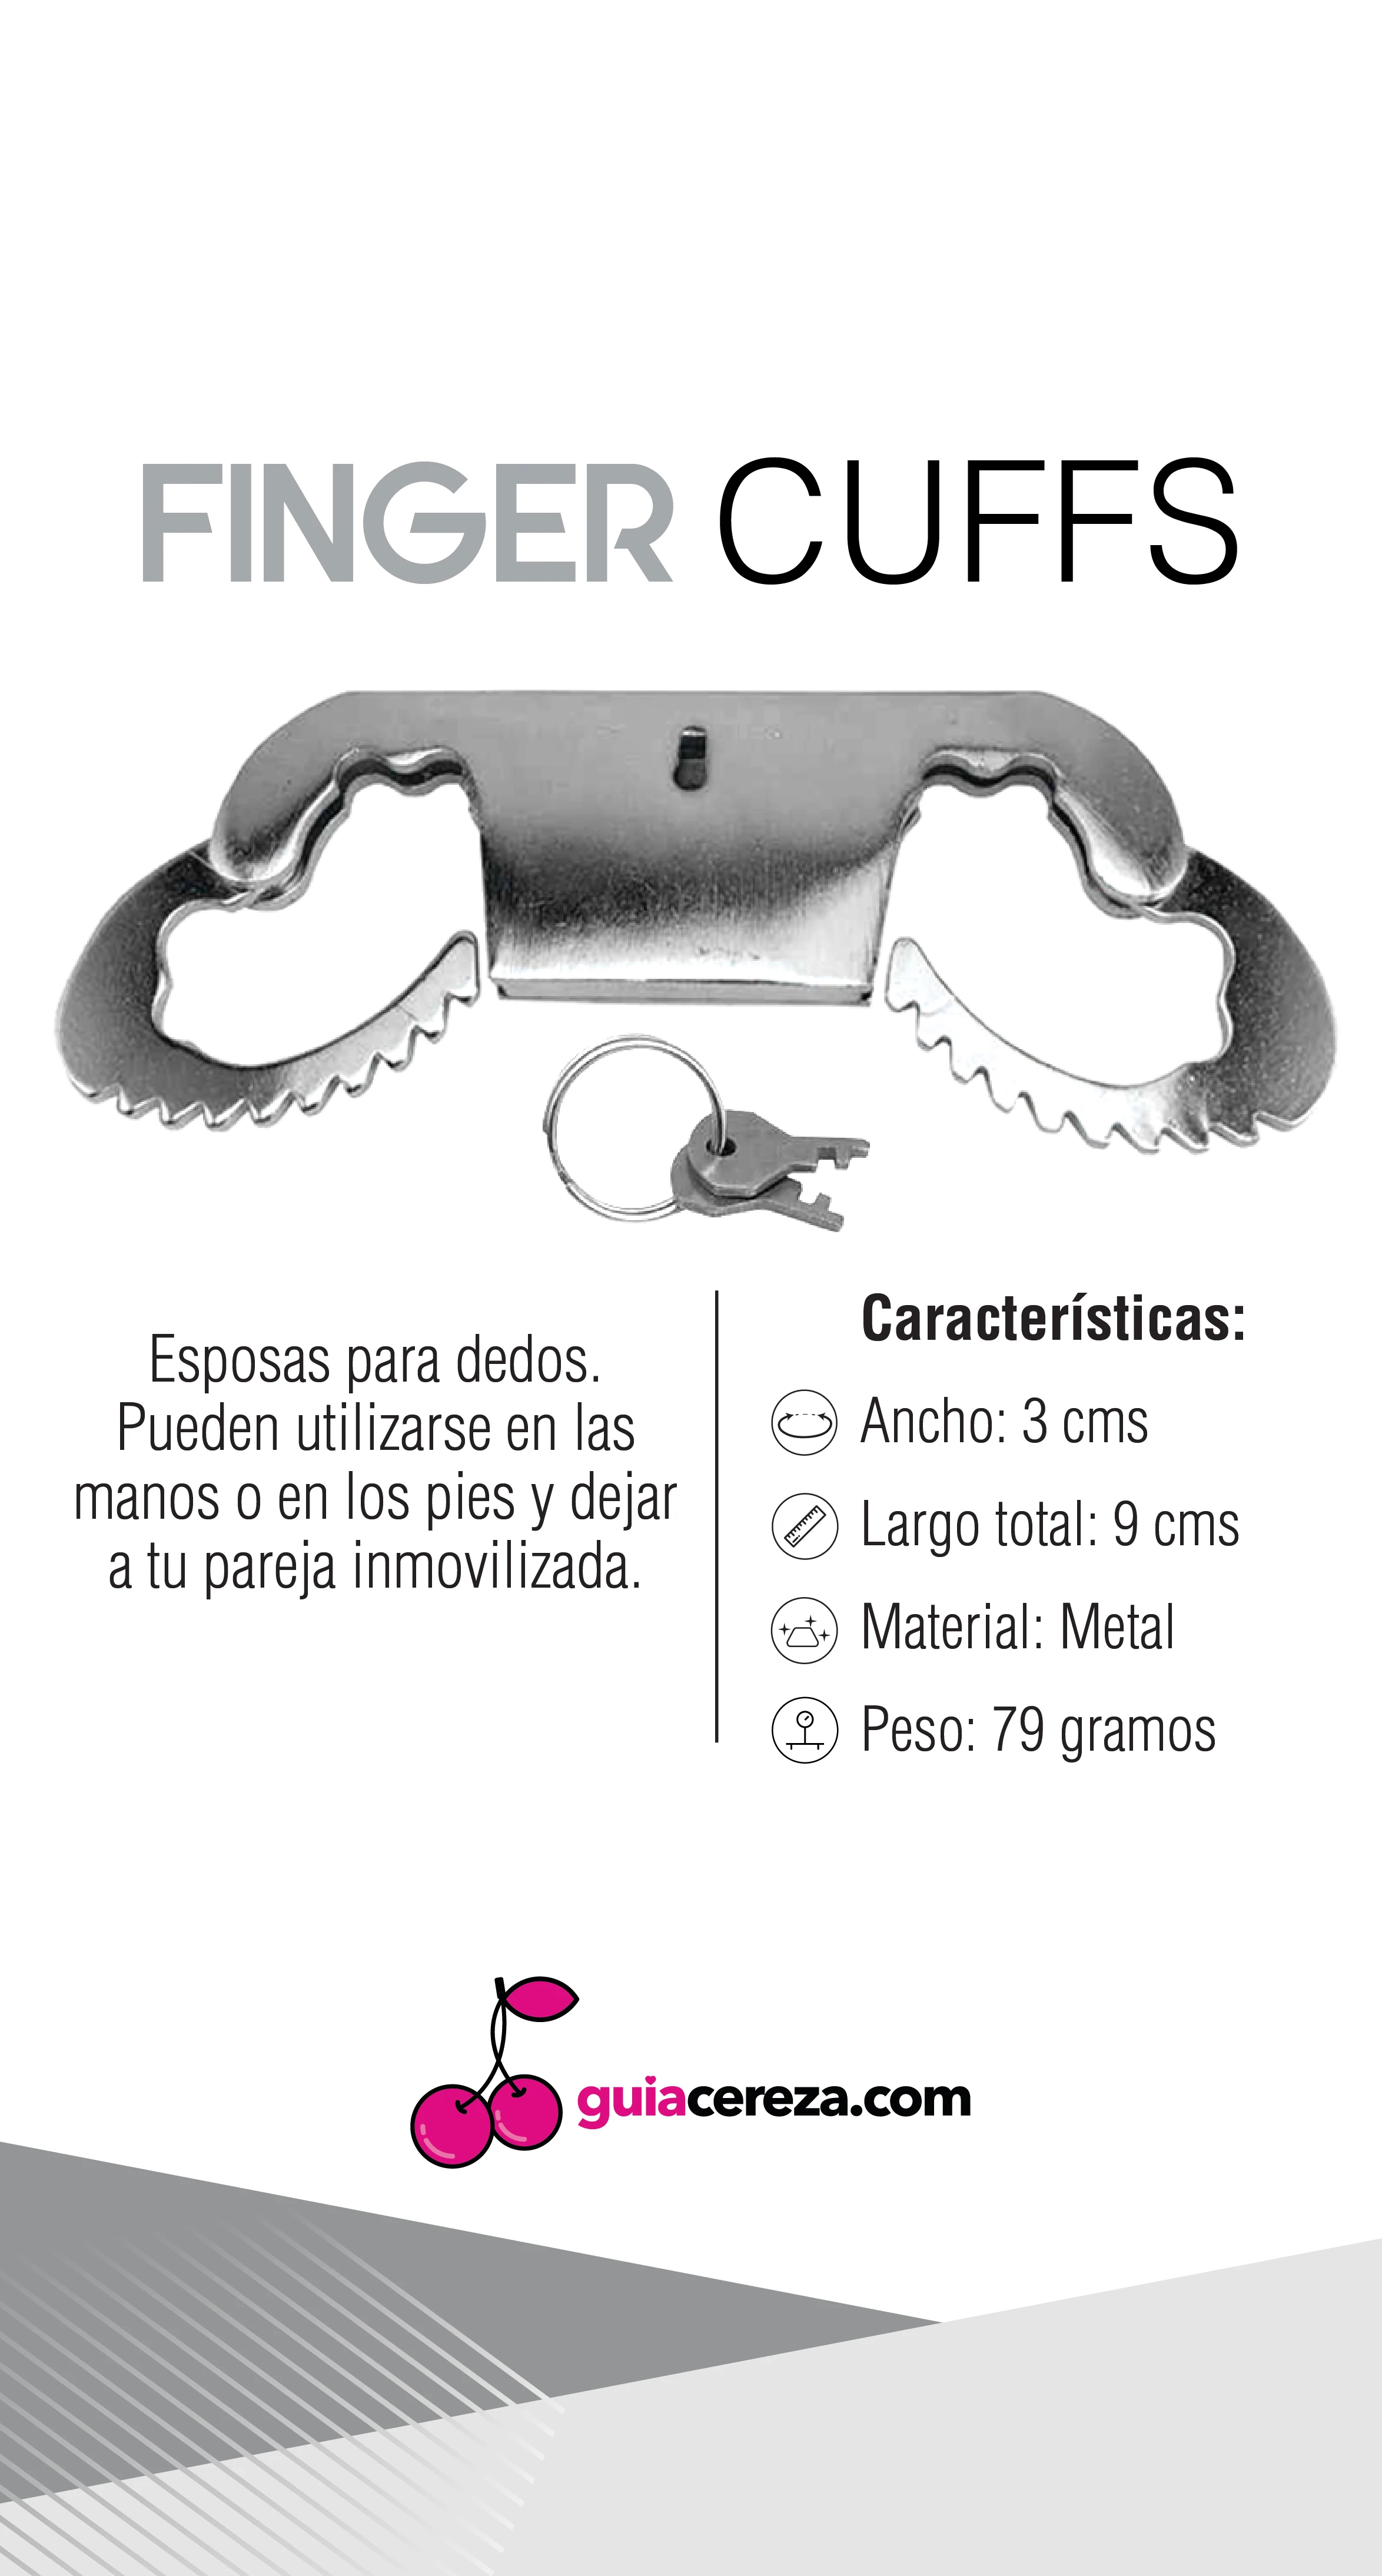 FINGER CUFFS
Esposas para dedos.
Pueden utilizarse en las
manos o en los pies y dejar
a tu pareja inmovilizada.
Características:
Ancho: 3 cms
Largo total: 9 cms
Material: Metal
Peso: 79 gramos
guiacereza.com